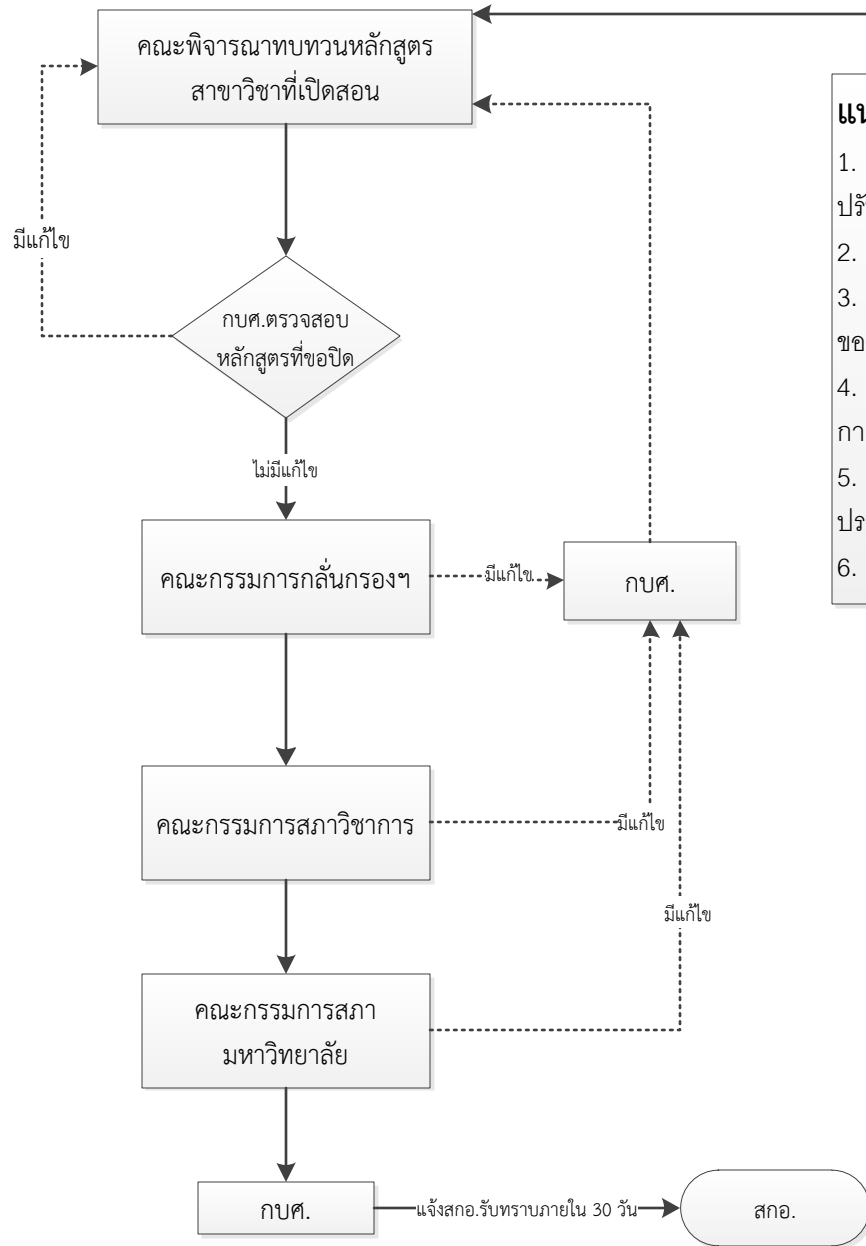 คณะพิจารณาทบทวนหลักสูตร
สาขาวิชาที่เปิดสอน
มีแก้ไข
กบศ.ตรวจสอบ
หลักสูตรที่ขอปิด
ไม่มีแก้ไข
คณะกรรมการกลั่นกรองฯ
มีแก้ไข
กบศ.
คณะกรรมการสภาวิชาการ
มีแก้ไข
มีแก้ไข
คณะกรรมการสภา
มหาวิทยาลัย
กบศ.
แจ้งสกอ.รับทราบภายใน 30 วัน
สกอ.
1.
2.
3.
ขอ
4.
กา
5.
ปร
6.